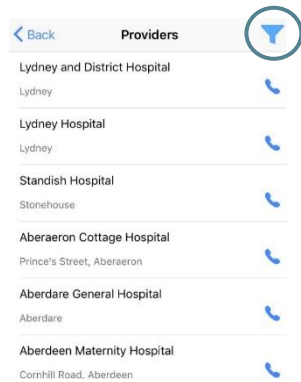 Back Providers
Lydney and District Hospital
Lydney
Lydney Hospital
Lydney
Standish Hospital
Stonehouse
Aberaeron Cottage Hospital
Prince's Street, Aberaeron
Aberdare General Hospital
Aberdare
Aberdeen Maternity Hospital
Cornhill Road, Aberdeen